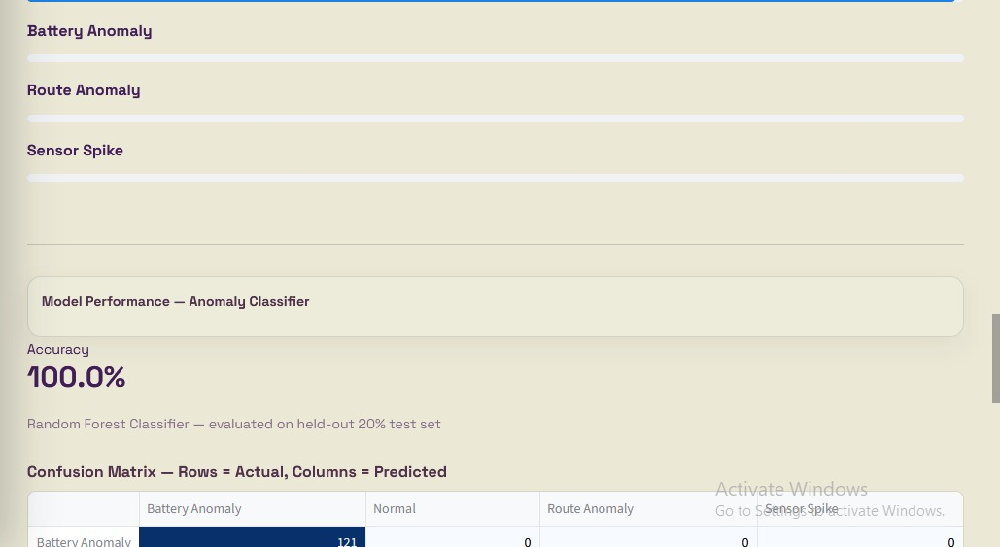 Battery Anomaly
Route Anomaly
Sensor Spike
Model Performance — Anomaly Classifier
Accuracy
100.0%
Random Forest Classifier — evaluated on held-out 20% test set
Confusion Matrix — Rows = Actual, Columns = Predicted
Activate Windows
Battery Anomaly Normal Route Anomaly Sensor Spike
Go to Settings to activate Windows.
Battery Anomaly 121 0 0 0